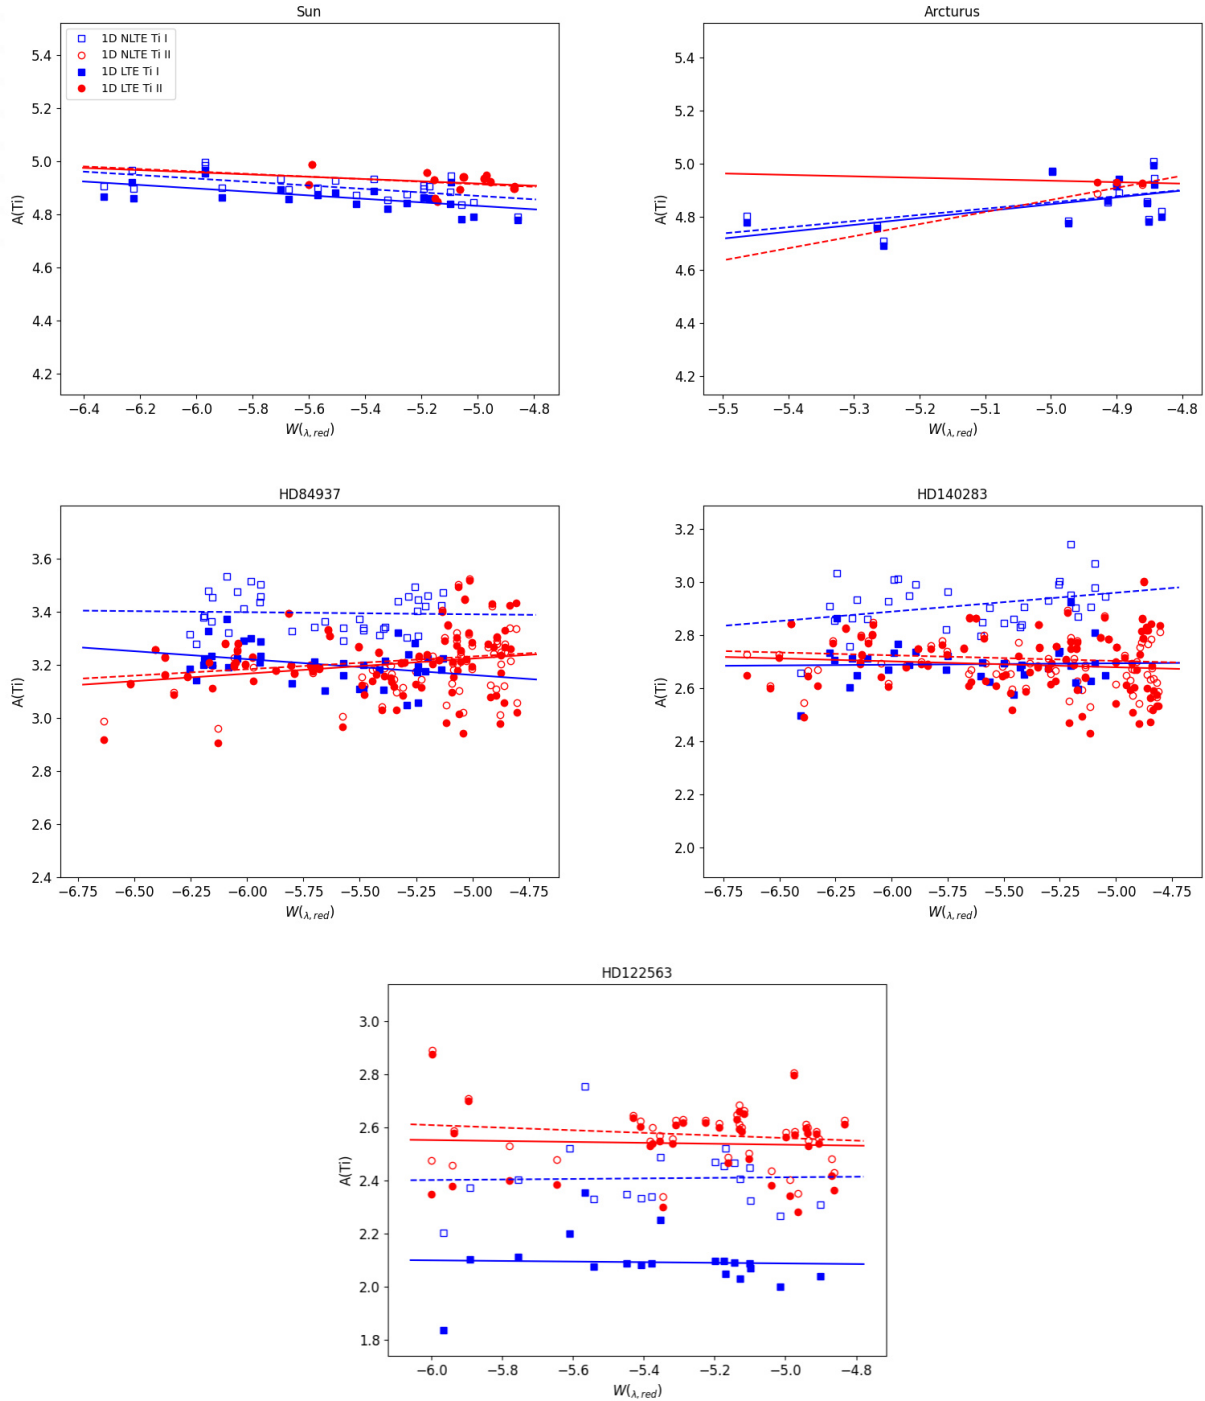 Sun
A(Ti)
5.4
5.2
5.0
4.8
4.6
4.4
4.2
1D NLTE Ti I
1D NLTE Ti II
1D LTE Ti I
1D LTE Ti II
−6.4 −6.2 −6.0 −5.8 −5.6 −5.4 −5.2 −5.0 −4.8
W(λ, red)
Arcturus
A(Ti)
5.4
5.2
5.0
4.8
4.6
4.4
4.2
−5.5 −5.4 −5.3 −5.2 −5.1 −5.0 −4.9 −4.8
W(λ, red)
HD84937
A(Ti)
3.6
3.4
3.2
3.0
2.8
2.6
2.4
−6.75 −6.50 −6.25 −6.00 −5.75 −5.50 −5.25 −5.00 −4.75
W(λ, red)
HD140283
A(Ti)
3.2
3.0
2.8
2.6
2.4
2.2
2.0
−6.75 −6.50 −6.25 −6.00 −5.75 −5.50 −5.25 −5.00 −4.75
W(λ, red)
HD122563
A(Ti)
3.0
2.8
2.6
2.4
2.2
2.0
1.8
−6.0 −5.8 −5.6 −5.4 −5.2 −5.0 −4.8
W(λ, red)